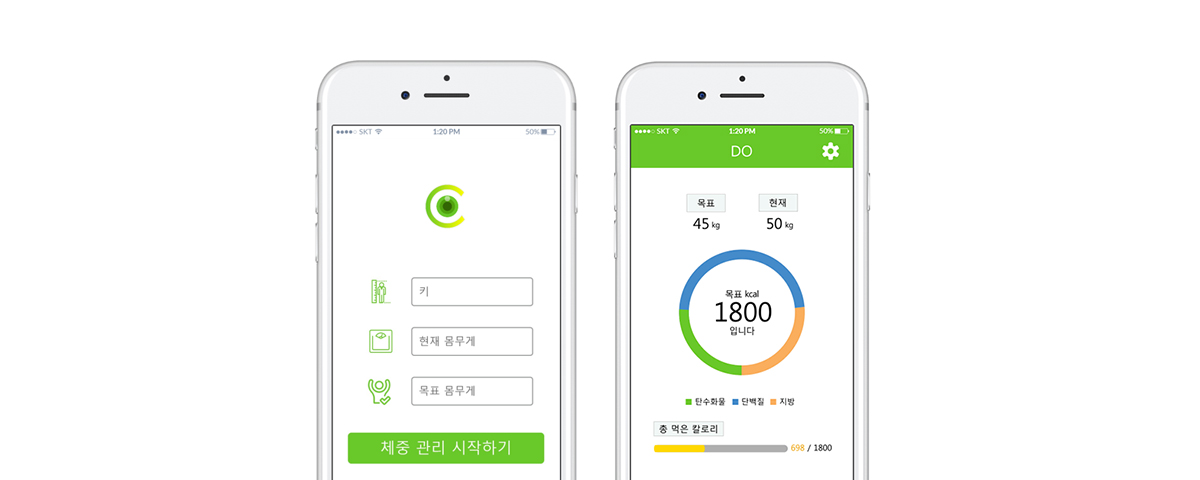 SKT 1:20 PM 50%
키
현재 몸무게
목표 몸무게
체중 관리 시작하기
SKT 1:20 PM 50%
DO
목표 현재
45 kg 50 kg
목표 kcal
1800
입니다
탄수화물 단백질 지방
총 먹은 칼로리
698 / 1800